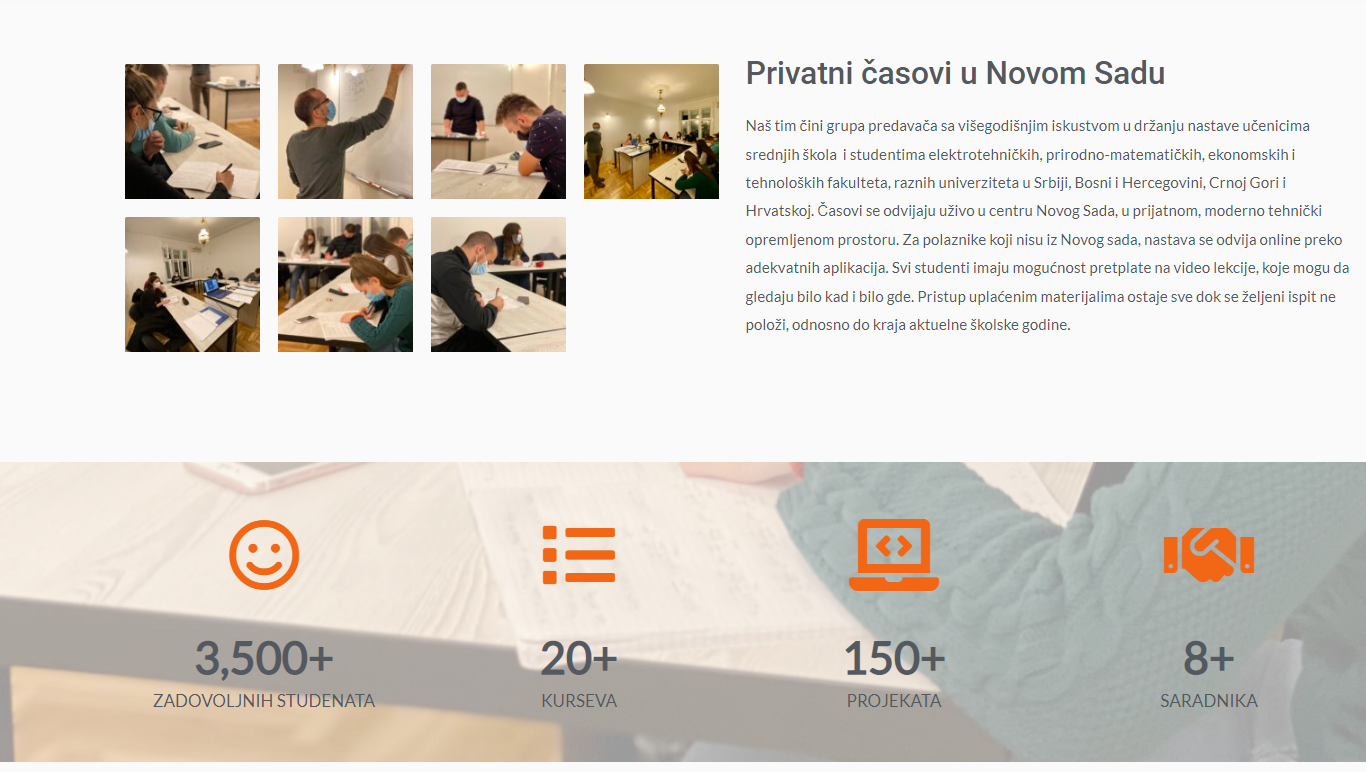 Privatni časovi u Novom Sadu
Naš tim čini grupa predavača sa višegodišnjim iskustvom u držanju nastave učenicima
srednjih škola  i studentima elektrotehničkih, prirodno-matematičkih, ekonomskih i
tehnoloških fakulteta, raznih univerziteta u Srbiji, Bosni i Hercegovini, Crnoj Gori i
Hrvatskoj. Časovi se odvijaju uživo u centru Novog Sada, u prijatnom, moderno tehnički
opremljenom prostoru. Za polaznike koji nisu iz Novog sada, nastava se odvija online preko
adekvatnih aplikacija. Svi studenti imaju mogućnost pretplate na video lekcije, koje mogu da
gledaju bilo kad i bilo gde. Pristup uplaćenim materijalima ostaje sve dok se željeni ispit ne
položi, odnosno do kraja aktuelne školske godine.
3,500+
ZADOVOLJNIH STUDENATA
20+
KURSEVA
150+
PROJEKATA
8+
SARADNIKA